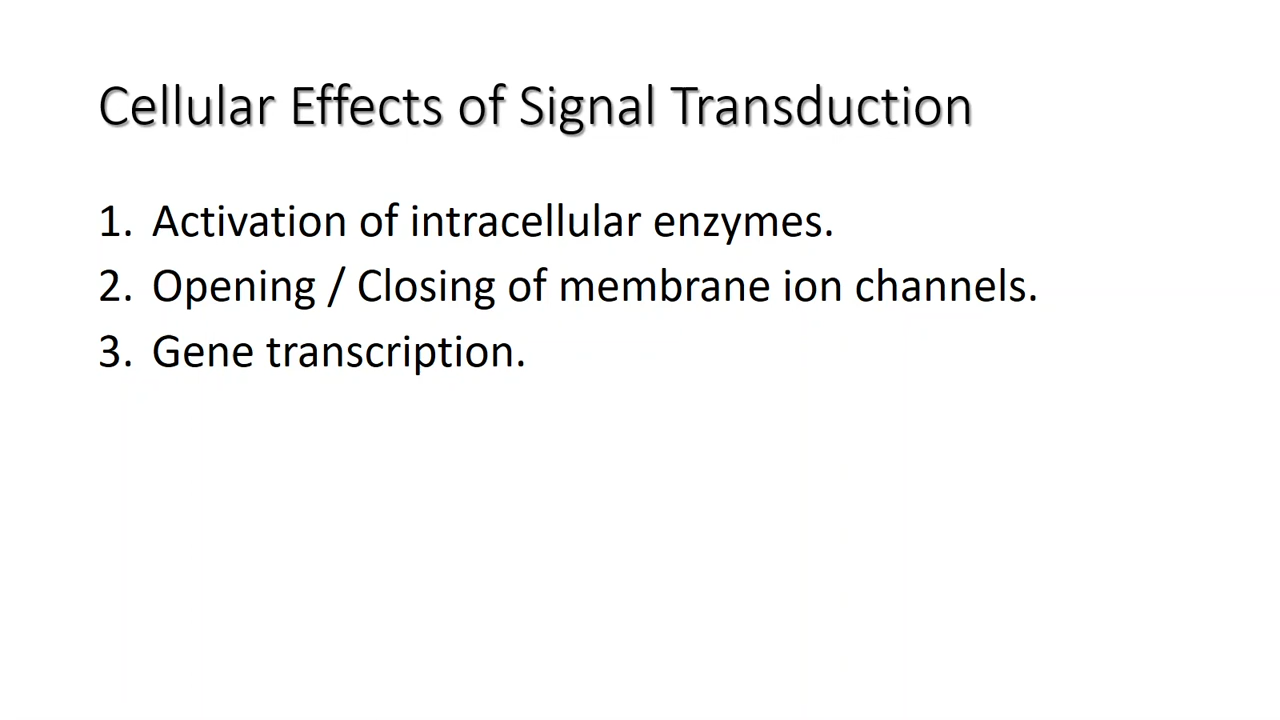 Cellular Effects of Signal Transduction
1. Activation of intracellular enzymes.
2. Opening / Closing of membrane ion channels.
3. Gene transcription.